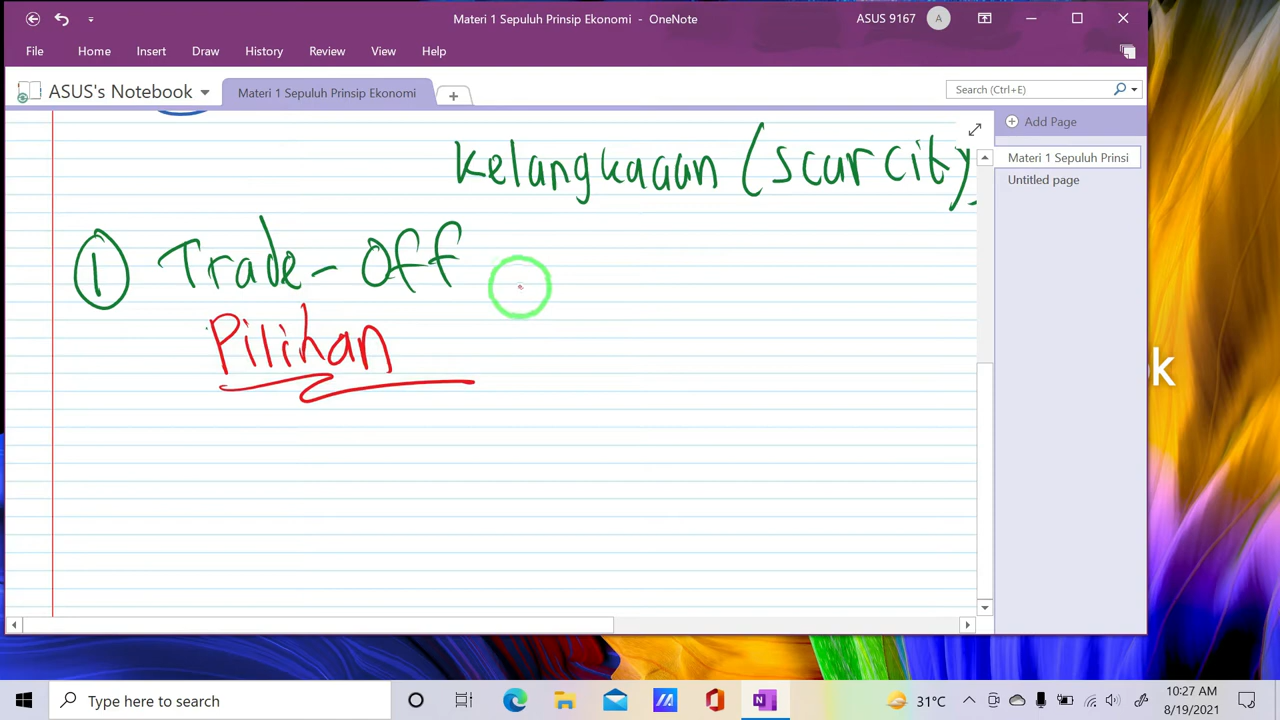 Materi 1 Sepuluh Prinsip Ekonomi - OneNote
ASUS 9167
A
File Home Insert Draw History Review View Help
ASUS's Notebook
Materi 1 Sepuluh Prinsip Ekonomi
Search (Ctrl+E)
Add Page
Materi 1 Sepuluh Prinsi
Untitled page
Kelangkaaan (scarcity)
1 Trade-Off
Pilihan
ok
Type here to search
31°C
10:27 AM
8/19/2021